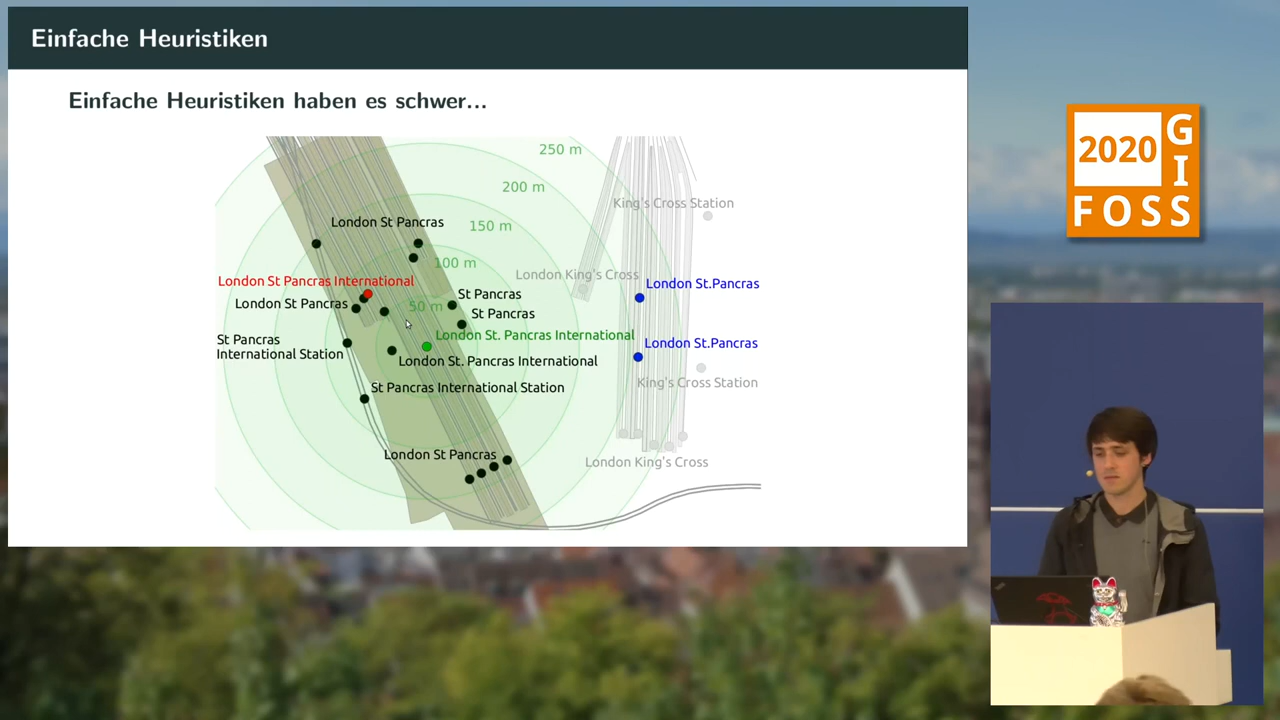 Einfache Heuristiken
Einfache Heuristiken haben es schwer...
250 m
200 m
150 m
100 m
50 m
London St Pancras
King's Cross Station
London St Pancras International
London King's Cross
London St.Pancras
London St Pancras
St Pancras
St Pancras
St Pancras
International Station
London St. Pancras International
London St.Pancras
London St. Pancras International
St Pancras International Station
King's Cross Station
London St Pancras
London King's Cross
2020
GIS
FOSS